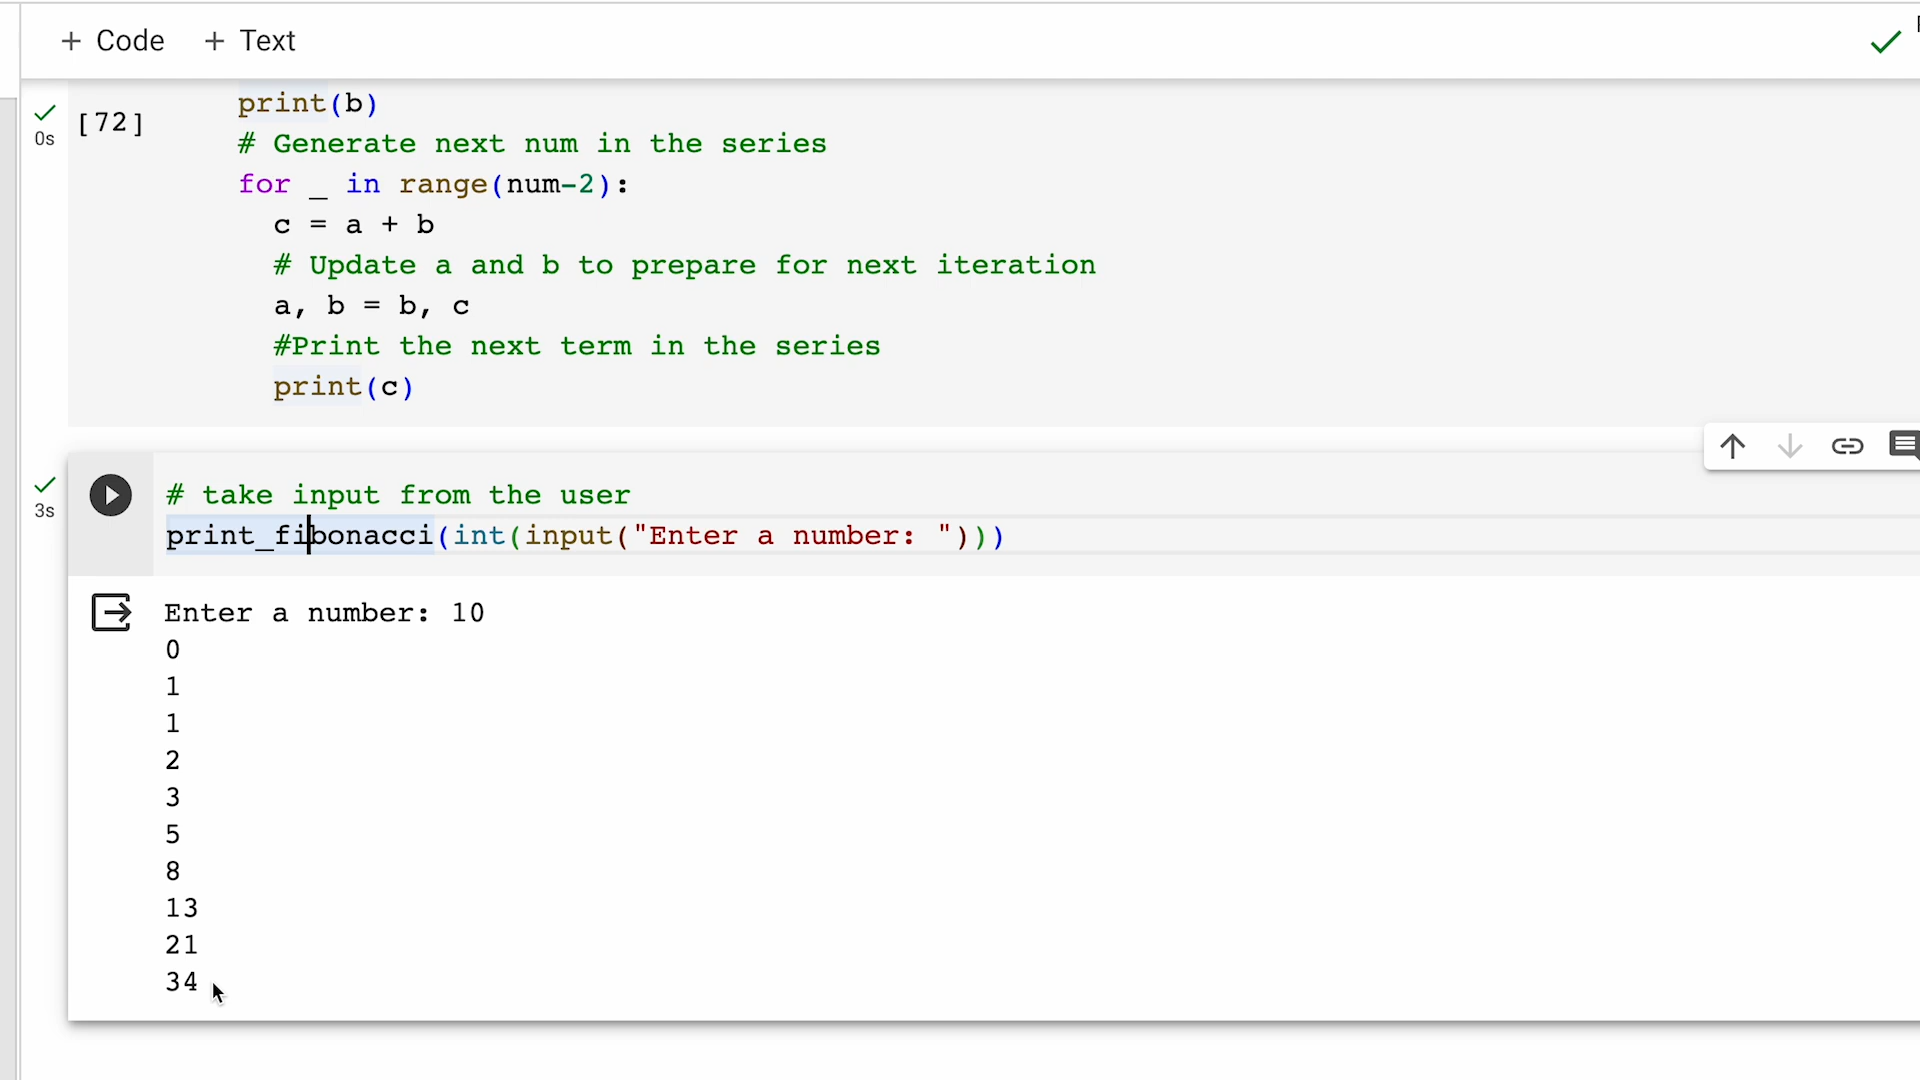 + Code + Text
0s
[72]
print(b)
# Generate next num in the series
for _ in range(num-2):
c = a + b
# Update a and b to prepare for next iteration
a, b = b, c
#Print the next term in the series
print(c)
3s
# take input from the user
print_fibonacci(int(input("Enter a number: ")))
Enter a number: 10
0
1
1
2
3
5
8
13
21
34